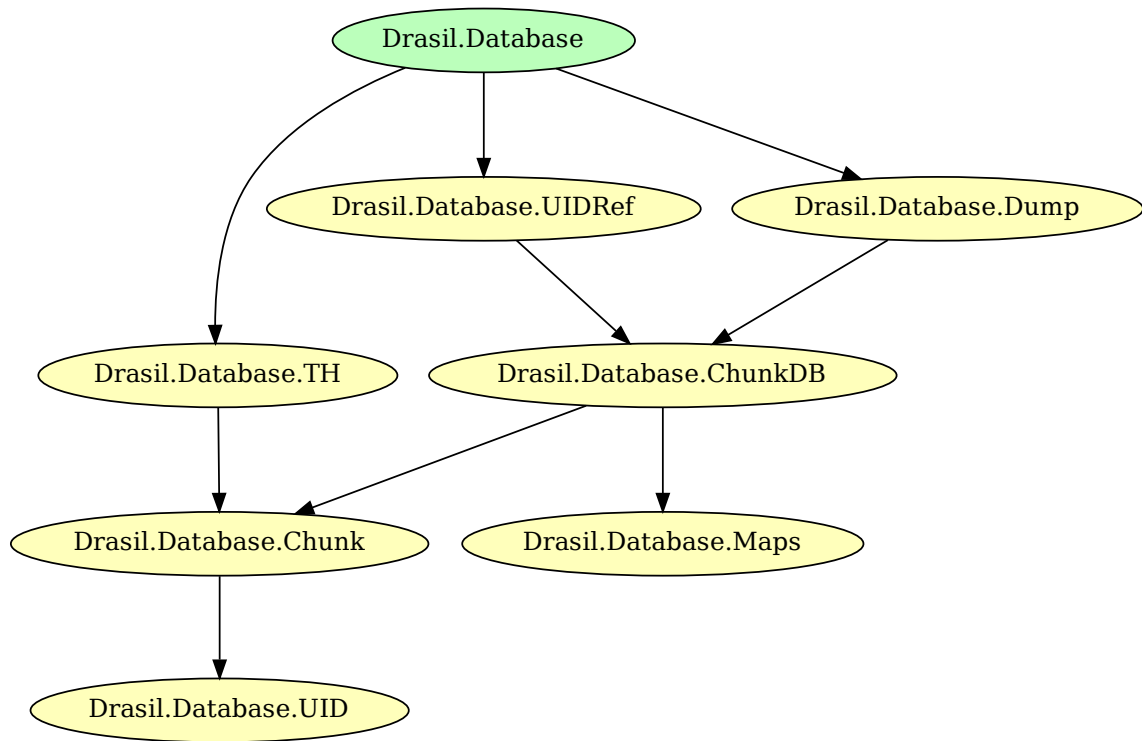 Drasil.Database
Drasil.Database.UIDRef
Drasil.Database.Dump
Drasil.Database.TH
Drasil.Database.ChunkDB
Drasil.Database.Chunk
Drasil.Database.Maps
Drasil.Database.UID